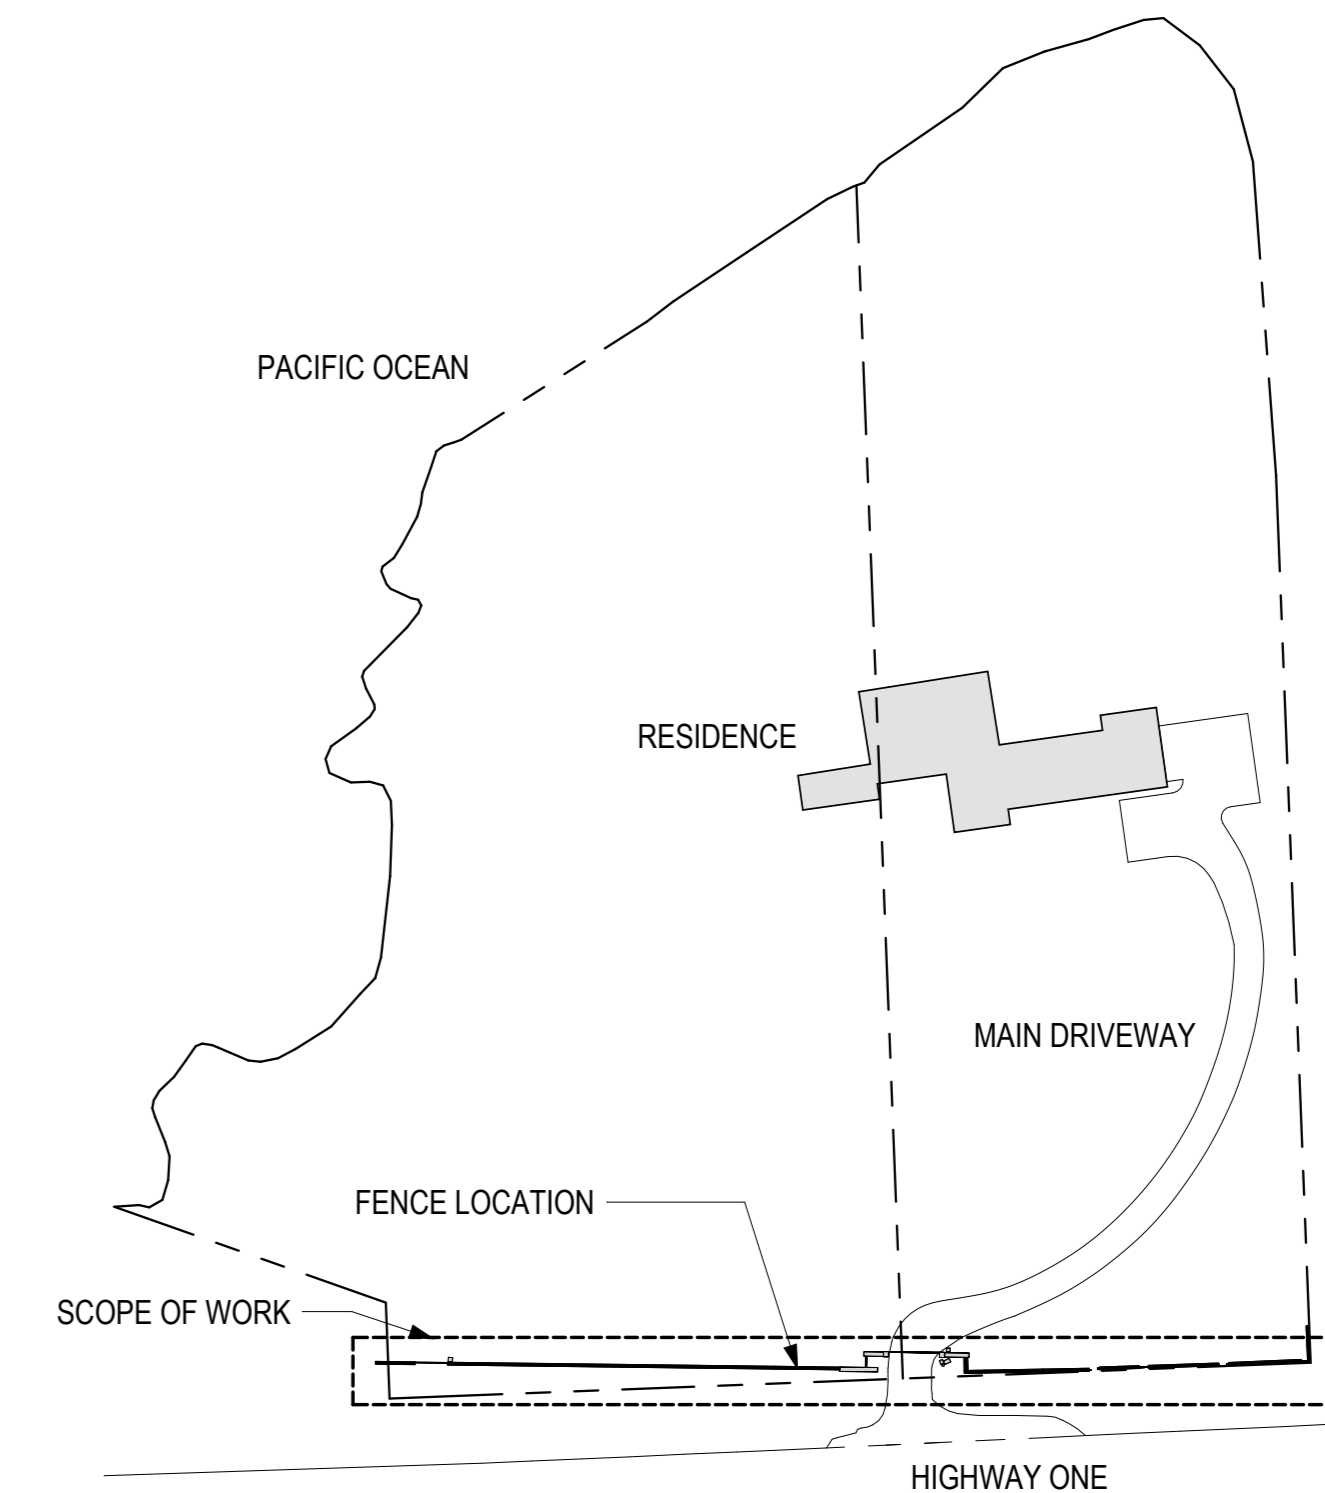 PACIFIC OCEAN
RESIDENCE
MAIN DRIVEWAY
FENCE LOCATION
SCOPE OF WORK
HIGHWAY ONE